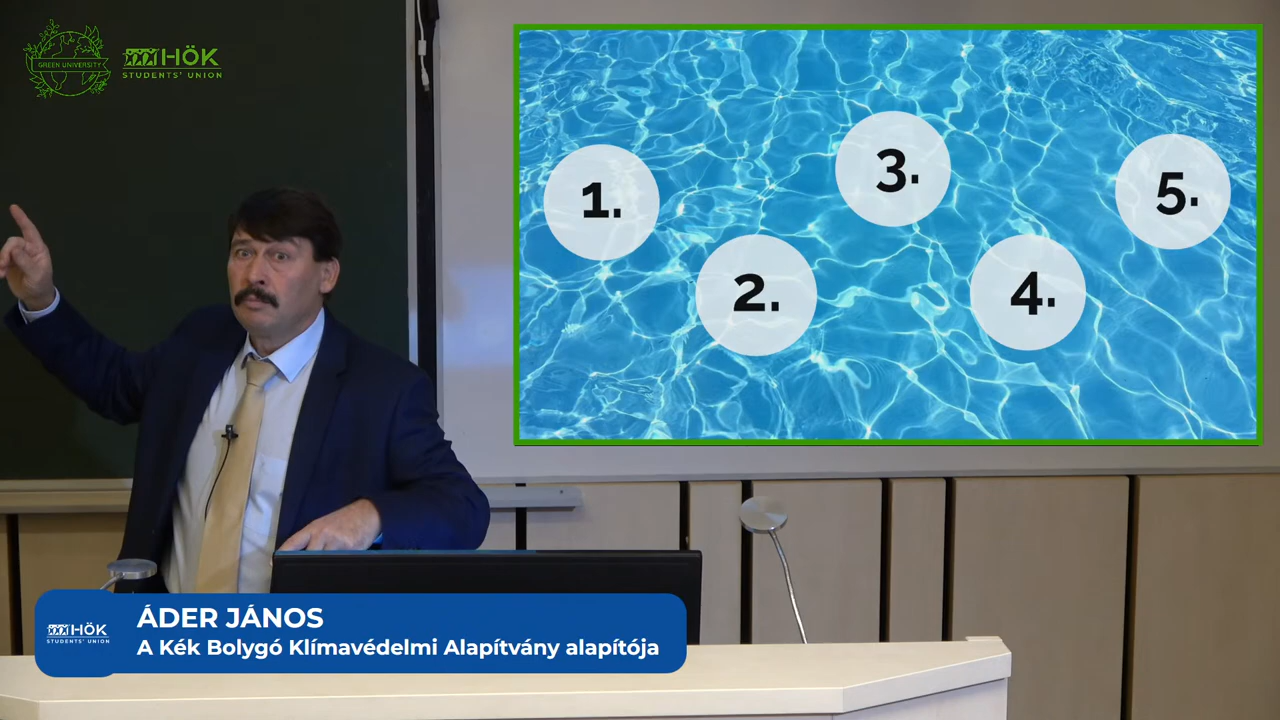 GREEN UNIVERSITY
HÖK
STUDENTS' UNION
1.
2.
3.
4.
5.
HÖK
STUDENTS' UNION
ÁDER JÁNOS
A Kék Bolygó Klímavédelmi Alapítvány alapítója